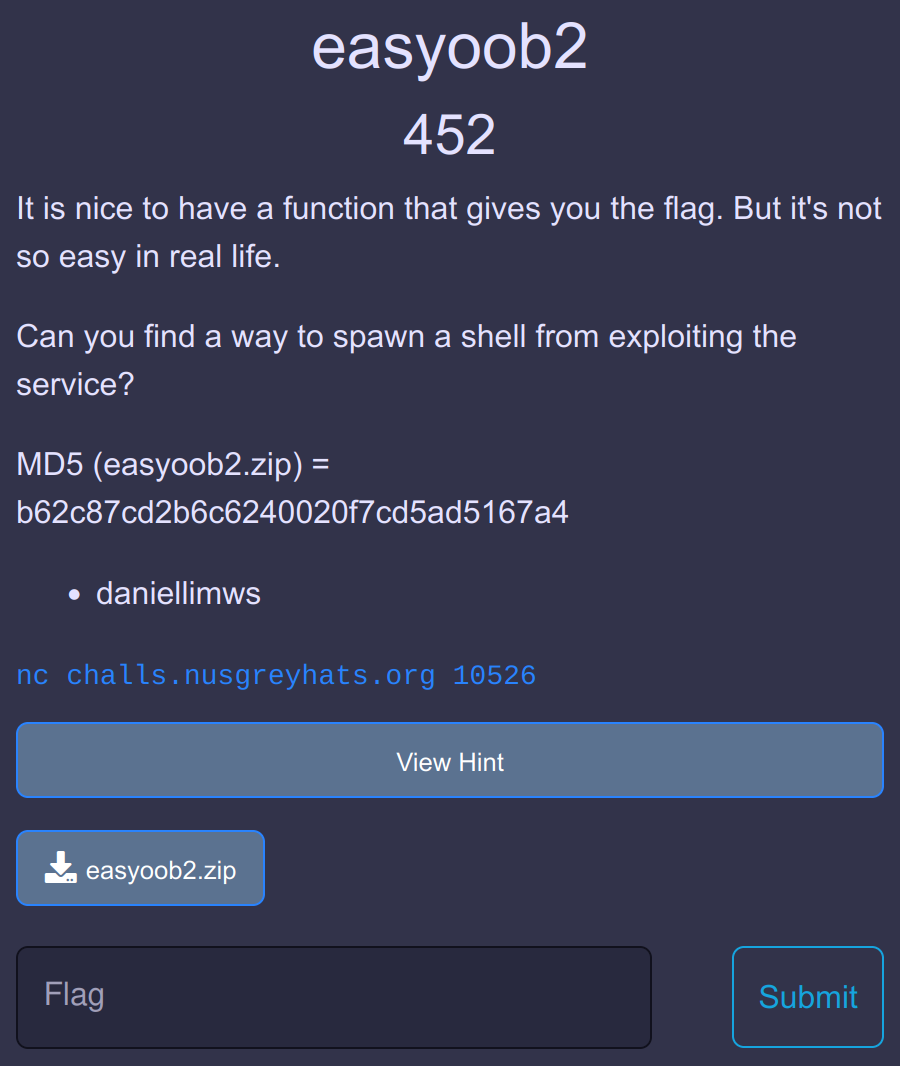 easyoob2
452
It is nice to have a function that gives you the flag. But it's not
so easy in real life.
Can you find a way to spawn a shell from exploiting the
service?
MD5 (easyoob2.zip) =
b62c87cd2b6c6240020f7cd5ad5167a4
• daniellimws
nc challs.nusgreyhats.org 10526
View Hint
easyoob2.zip
Flag
Submit